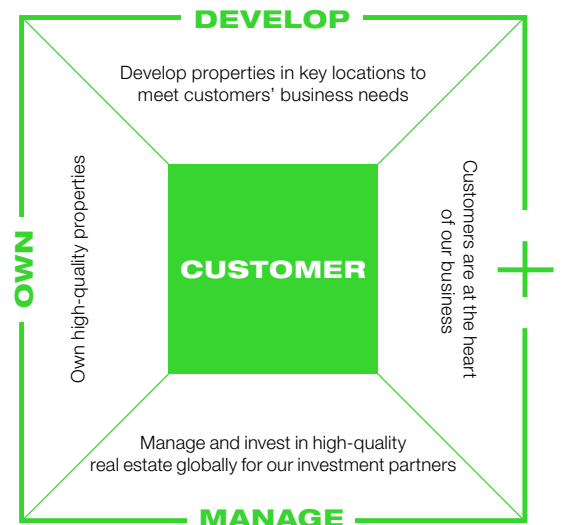 DEVELOP
Develop properties in key locations to
meet customers’ business needs
OWN
Own high-quality properties
CUSTOMER
Customers are at the heart
of our business
+
Manage and invest in high-quality
real estate globally for our investment partners
MANAGE